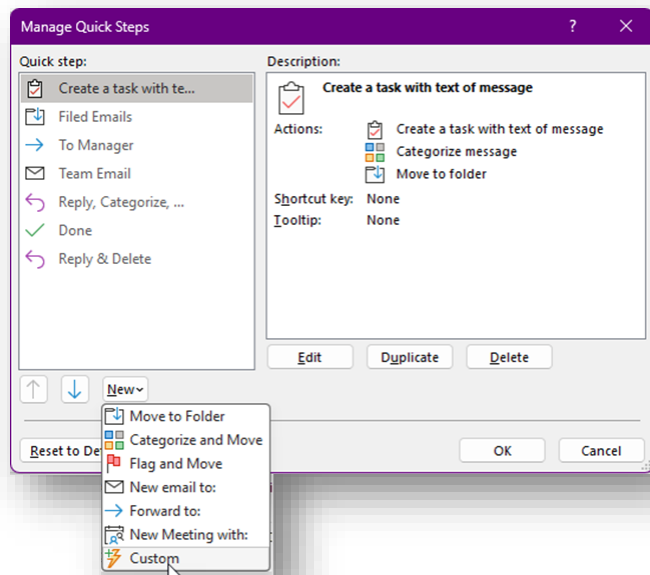 Manage Quick Steps
?
Quick step:
Create a task with te...
Filed Emails
To Manager
Team Email
Reply, Categorize, ...
Done
Reply & Delete
Description:
Create a task with text of message
Actions:
Create a task with text of message
Categorize message
Move to folder
Shortcut key: None
Tooltip: None
Edit Duplicate Delete
New
Reset to De
OK Cancel
Move to Folder
Categorize and Move
Flag and Move
New email to:
Forward to:
New Meeting with:
Custom